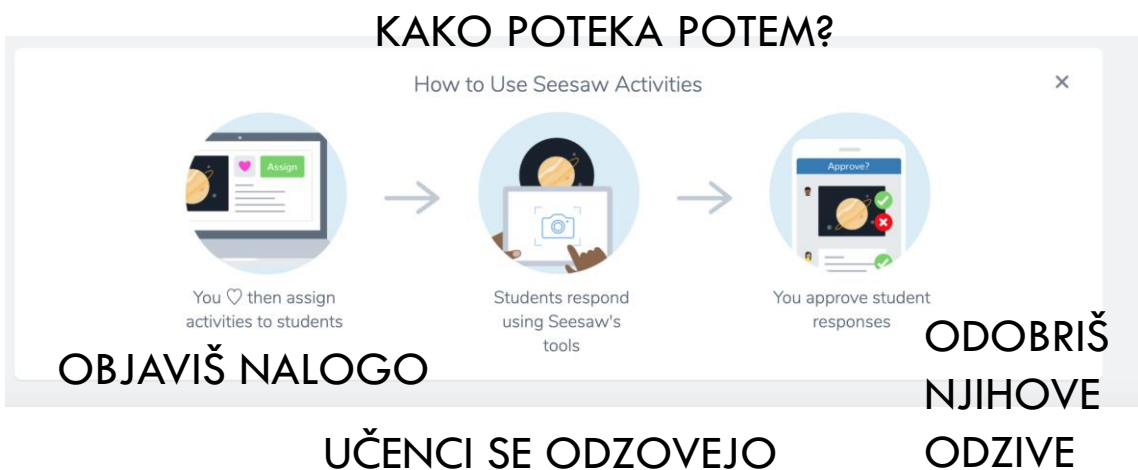 KAKO POTEKA POTEM?
How to Use Seesaw Activities
Assign
Approve?
You ♡ then assign
activities to students
Students respond
using Seesaw's
tools
You approve student
responses
OBJAVIŠ NALOGO
UČENCI SE ODZOVEJO
ODOBRIŠ
NJIHOVE
ODZIVE